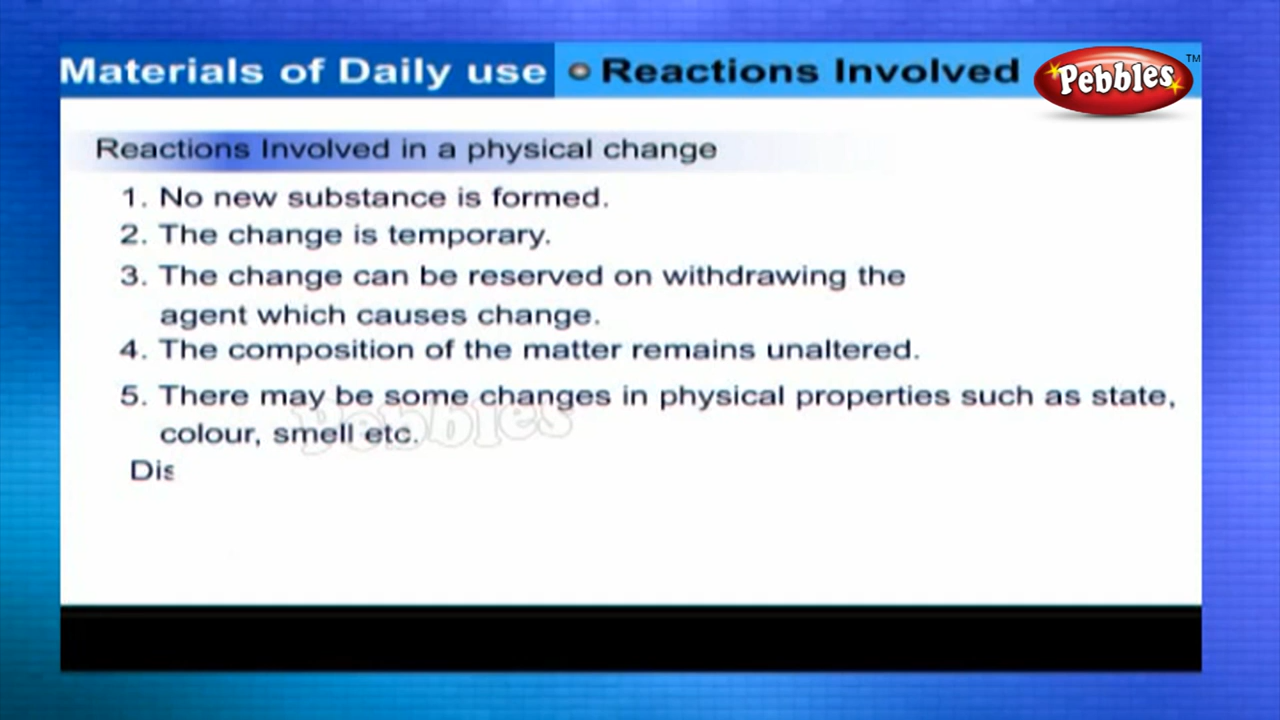 Materials of Daily use Reactions Involved
Pebbles TM
Reactions Involved in a physical change
1. No new substance is formed.
2. The change is temporary.
3. The change can be reserved on withdrawing the
agent which causes change.
4. The composition of the matter remains unaltered.
5. There may be some changes in physical properties such as state,
Pebbles
colour, smell etc.
Dis